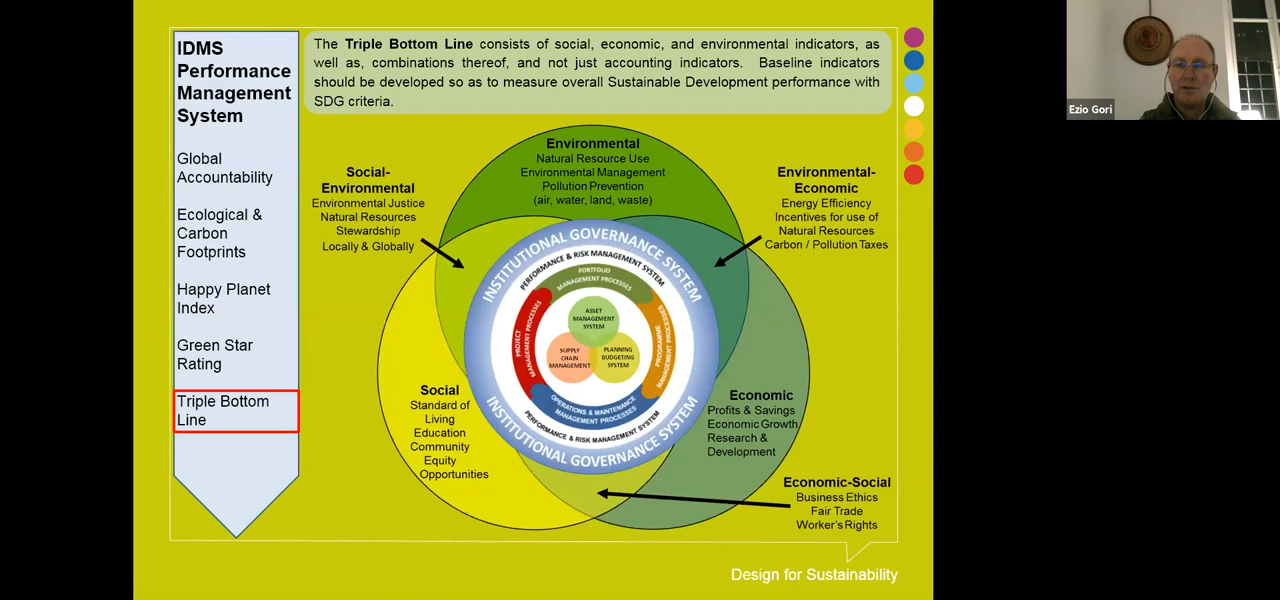 IDMS
Performance
Management
System
Global
Accountability
Ecological &
Carbon
Footprints
Happy Planet
Index
Green Star
Rating
Triple Bottom
Line
The Triple Bottom Line consists of social, economic, and environmental indicators, as
well as, combinations thereof, and not just accounting indicators. Baseline indicators
should be developed so as to measure overall Sustainable Development performance with
SDG criteria.
Environmental
Natural Resource Use
Environmental Management
Pollution Prevention
(air, water, land, waste)
Social-
Environmental
Environmental Justice
Natural Resources
Stewardship
Locally & Globally
Environmental-
Economic
Energy Efficiency
Incentives for use of
Natural Resources
Carbon / Pollution Taxes
INSTITUTIONAL GOVERNANCE SYSTEM
PERFORMANCE & RISK MANAGEMENT SYSTEM
PORTFOLIO
MANAGEMENT PROCESSES
PROJECT
MANAGEMENT PROCESSES
PROGRAMME
MANAGEMENT PROCESSES
ASSET
MANAGEMENT
SYSTEM
SUPPLY
CHAIN
MANAGEMENT
PLANNING
BUDGETING
SYSTEM
OPERATIONS & MAINTENANCE
MANAGEMENT PROCESSES
PERFORMANCE & RISK MANAGEMENT SYSTEM
INSTITUTIONAL GOVERNANCE SYSTEM
Social
Standard of
Living
Education
Community
Equity
Opportunities
Economic
Profits & Savings
Economic Growth
Research &
Development
Economic-Social
Business Ethics
Fair Trade
Worker's Rights
Design for Sustainability
Ezio Gori